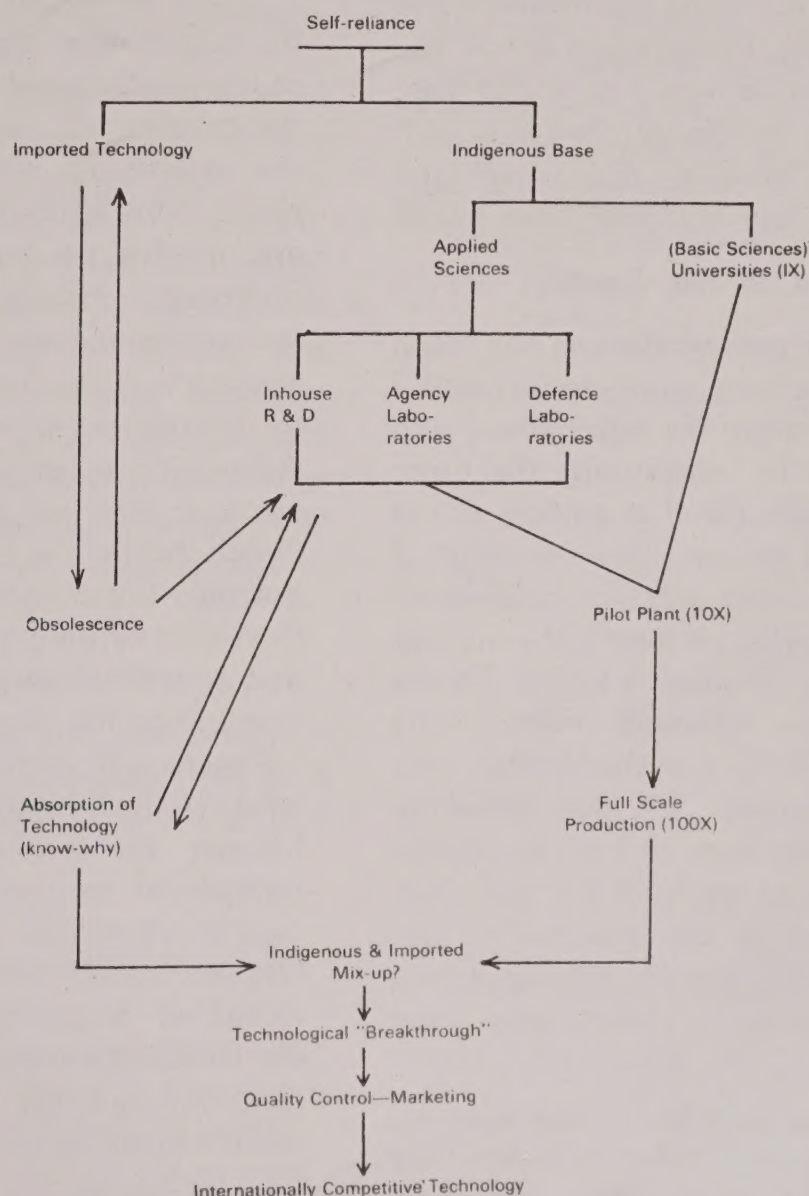 Self-reliance
Imported Technology
Indigenous Base
Applied
Sciences
(Basic Sciences)
Universities (IX)
Inhouse
R & D
Agency
Labo-
ratories
Defence
Labo-
ratories
Obsolescence
Pilot Plant (10X)
Absorption of
Technology
(know-why)
Full Scale
Production (100X)
Indigenous & Imported
Mix-up?
Technological "Breakthrough"
Quality Control—Marketing
Internationally Competitive Technology